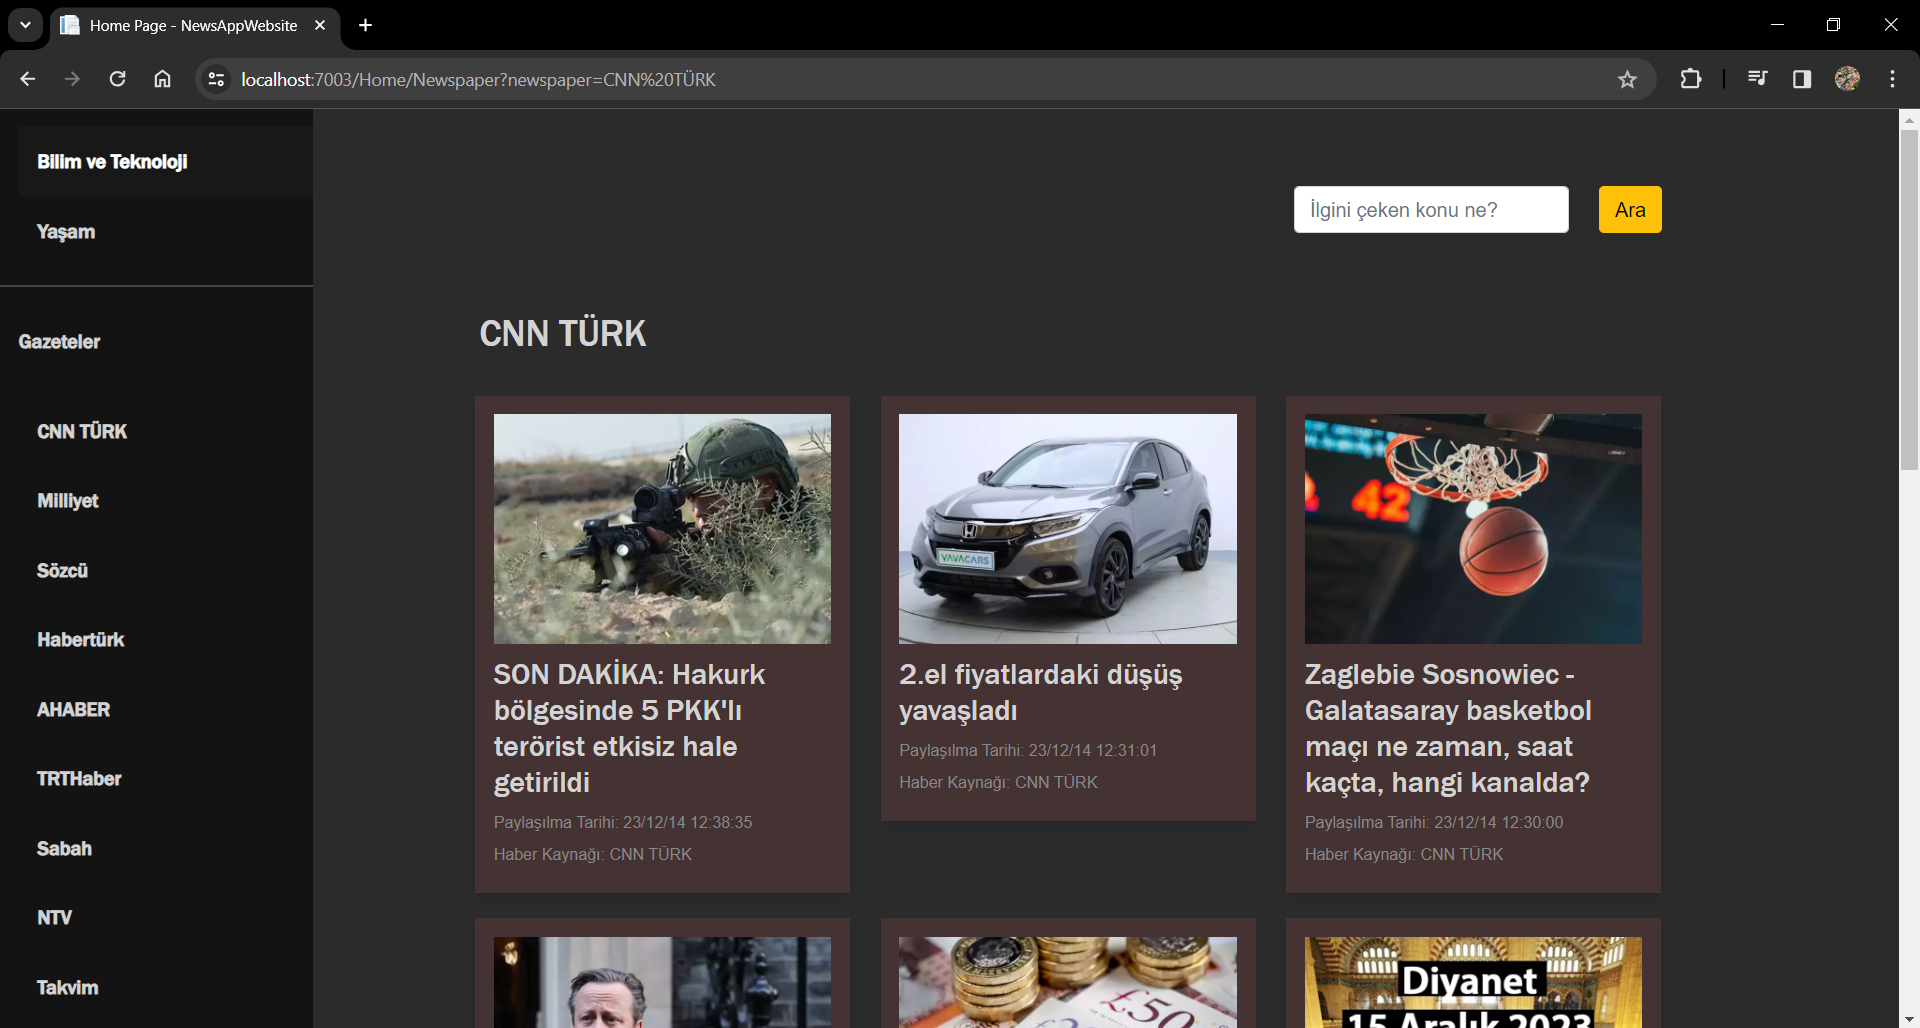 Home Page - NewsAppWebsite
localhost:7003/Home/Newspaper?newspaper=CNN%20TÜRK
Bilim ve Teknoloji
Yaşam
Gazeteler
CNN TÜRK
Milliyet
Sözcü
Habertürk
AHABER
TRTHaber
Sabah
NTV
Takvim
İlgini çeken konu ne?
Ara
CNN TÜRK
SON DAKİKA: Hakurk
bölgesinde 5 PKK'lı
terörist etkisiz hale
getirildi
Paylaşılma Tarihi: 23/12/14 12:38:35
Haber Kaynağı: CNN TÜRK
VAVACARS
2.el fiyatlardaki düşüş
yavaşladı
Paylaşılma Tarihi: 23/12/14 12:31:01
Haber Kaynağı: CNN TÜRK
42
Zaglebie Sosnowiec -
Galatasaray basketbol
maçı ne zaman, saat
kaçta, hangi kanalda?
Paylaşılma Tarihi: 23/12/14 12:30:00
Haber Kaynağı: CNN TÜRK
£50
Diyanet
15 Aralık 2023